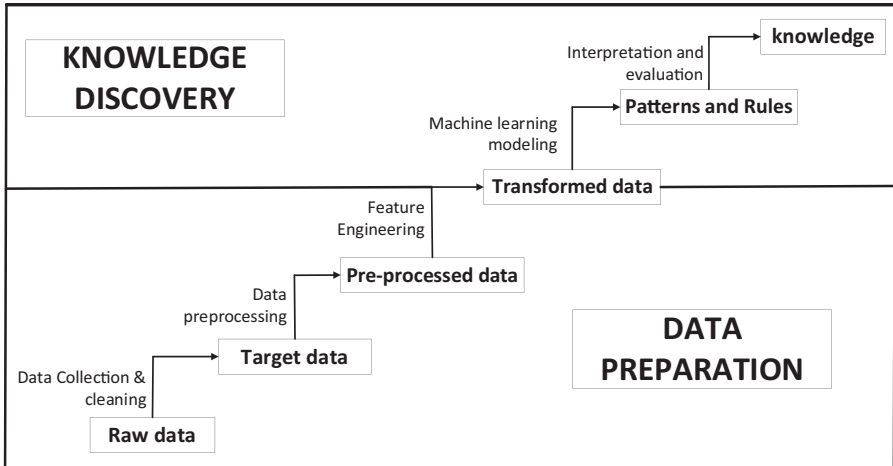 KNOWLEDGE
DISCOVERY
knowledge
Interpretation and
evaluation
Patterns and Rules
Machine learning
modeling
Transformed data
Feature
Engineering
Pre-processed data
Data
preprocessing
Target data
Data Collection &
cleaning
Raw data
DATA
PREPARATION